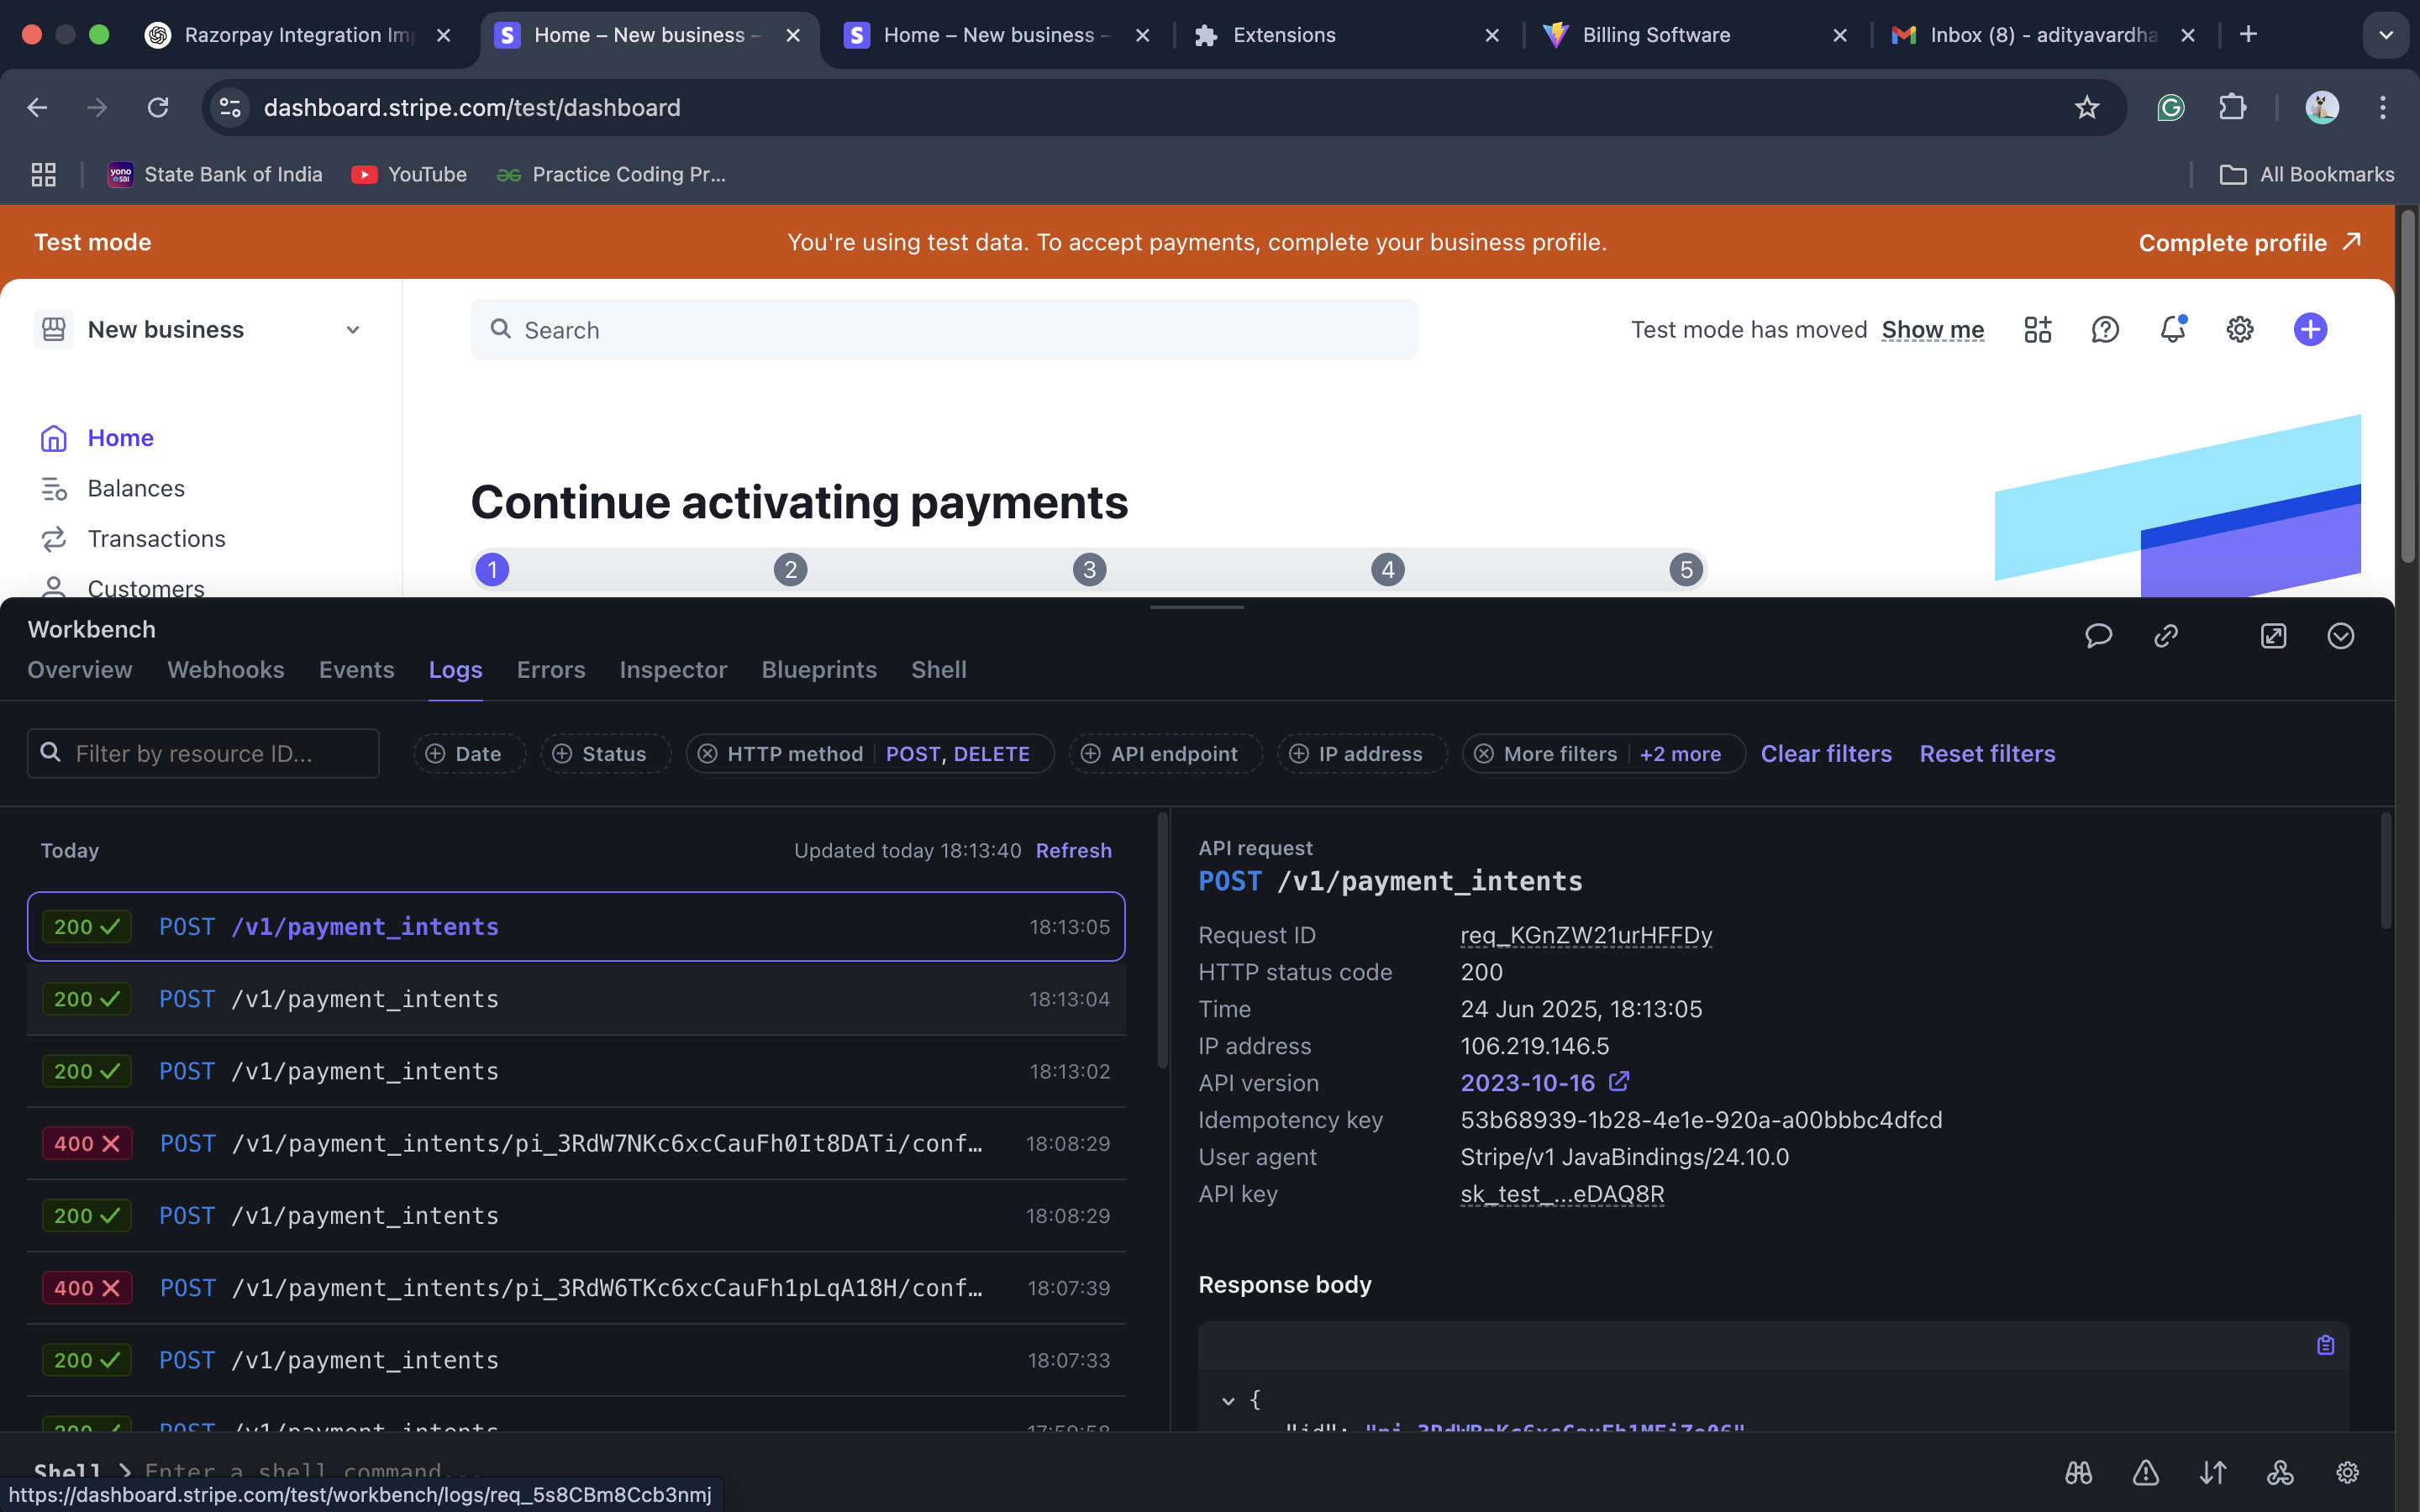 Razorpay Integration Im
Home – New business –
Home – New business –
Extensions
Billing Software
Inbox (8) - adityavardha
dashboard.stripe.com/test/dashboard
yono SBI State Bank of India
YouTube
Practice Coding Pr...
All Bookmarks
Test mode
You're using test data. To accept payments, complete your business profile.
Complete profile
New business
Search
Test mode has moved Show me
Home
Balances
Transactions
Customers
Continue activating payments
1 2 3 4 5
Workbench
Overview Webhooks Events Logs Errors Inspector Blueprints Shell
Filter by resource ID...
Date
Status
HTTP method POST, DELETE
API endpoint
IP address
More filters +2 more
Clear filters
Reset filters
Today
Updated today 18:13:40 Refresh
200 POST /v1/payment_intents 18:13:05
200 POST /v1/payment_intents 18:13:04
200 POST /v1/payment_intents 18:13:02
400 POST /v1/payment_intents/pi_3RdW7NKc6xcCauFh0It8DATi/conf… 18:08:29
200 POST /v1/payment_intents 18:08:29
400 POST /v1/payment_intents/pi_3RdW6TKc6xcCauFh1pLqA18H/conf… 18:07:39
200 POST /v1/payment_intents 18:07:33
200 POST /v1/payment_intents 17:59:58
API request
POST /v1/payment_intents
Request ID req_KGnZW21urHFFDy
HTTP status code 200
Time 24 Jun 2025, 18:13:05
IP address 106.219.146.5
API version 2023-10-16
Idempotency key 53b68939-1b28-4e1e-920a-a00bbbc4dfcd
User agent Stripe/v1 JavaBindings/24.10.0
API key sk_test_...eDAQ8R
Response body
{
"id":
Shell Enter a shell command...
https://dashboard.stripe.com/test/workbench/logs/req_5s8CBm8Ccb3nmj